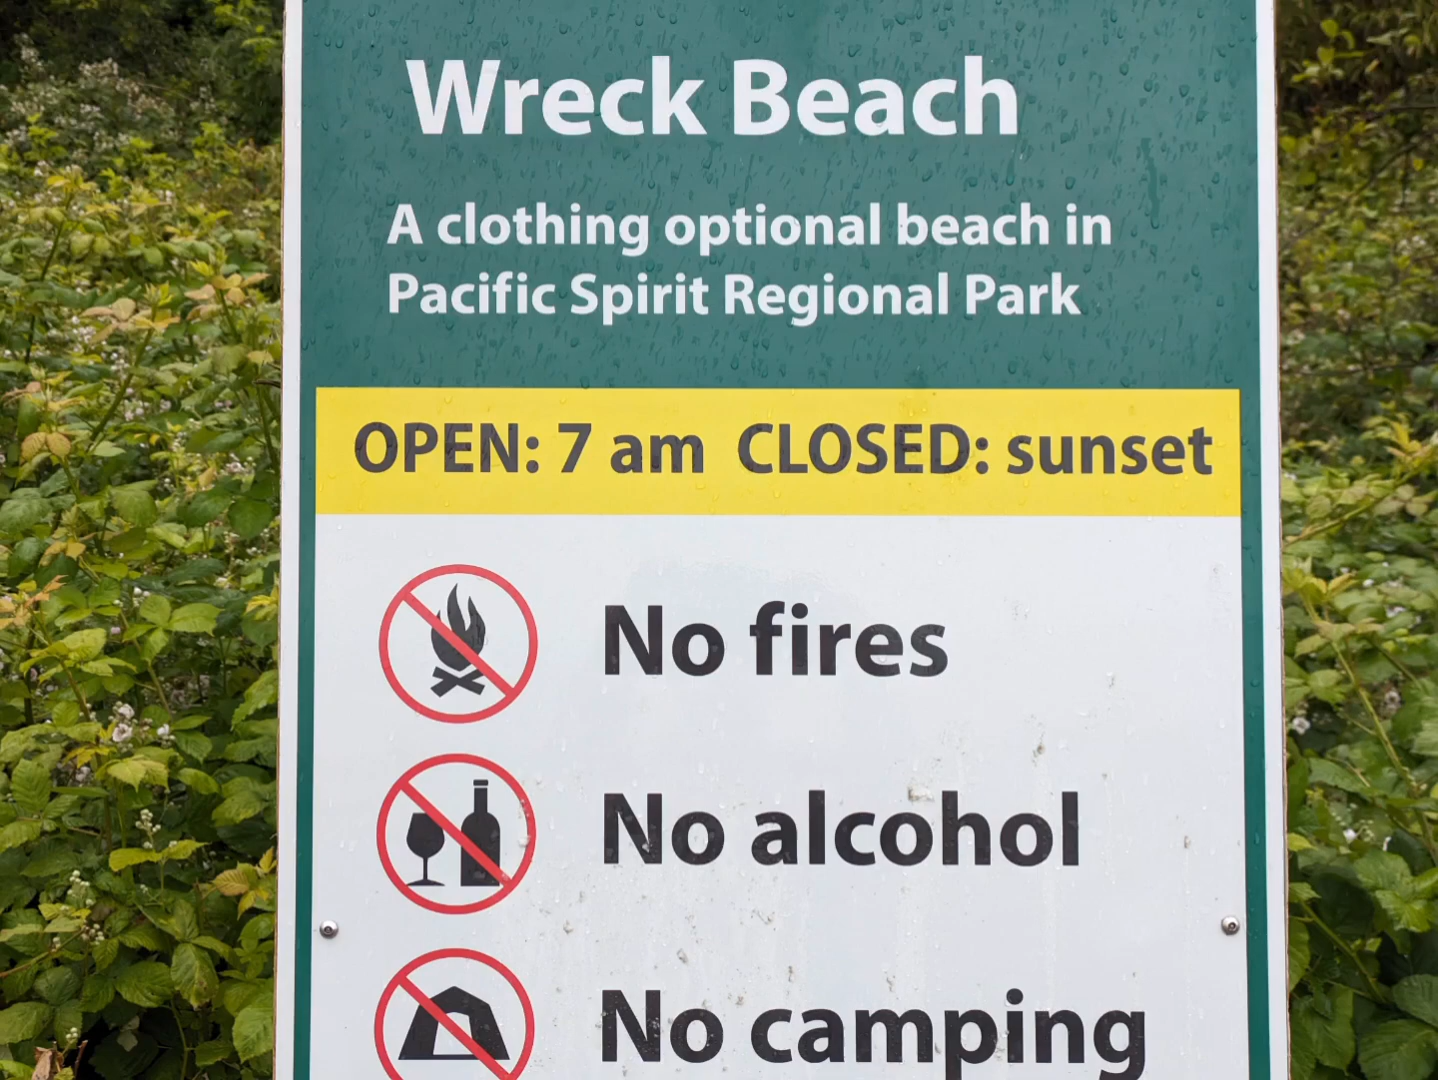 Wreck Beach
A clothing optional beach in
Pacific Spirit Regional Park
OPEN: 7 am CLOSED: sunset
No fires
No alcohol
No camping